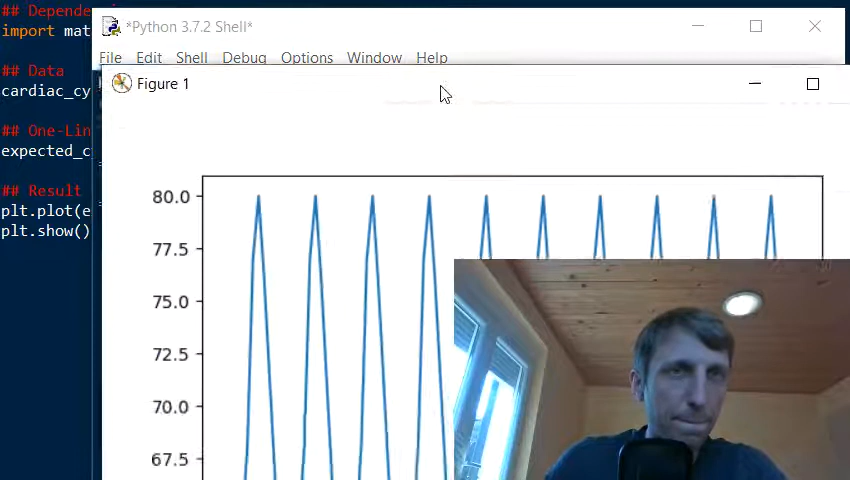 ## Depende
import mat
## Data
cardiac_cy
## One-Lin
expected_c
## Result
plt.plot(e
plt.show()
*Python 3.7.2 Shell*
File Edit Shell Debug Options Window Help
Figure 1
80.0
77.5
75.0
72.5
70.0
67.5